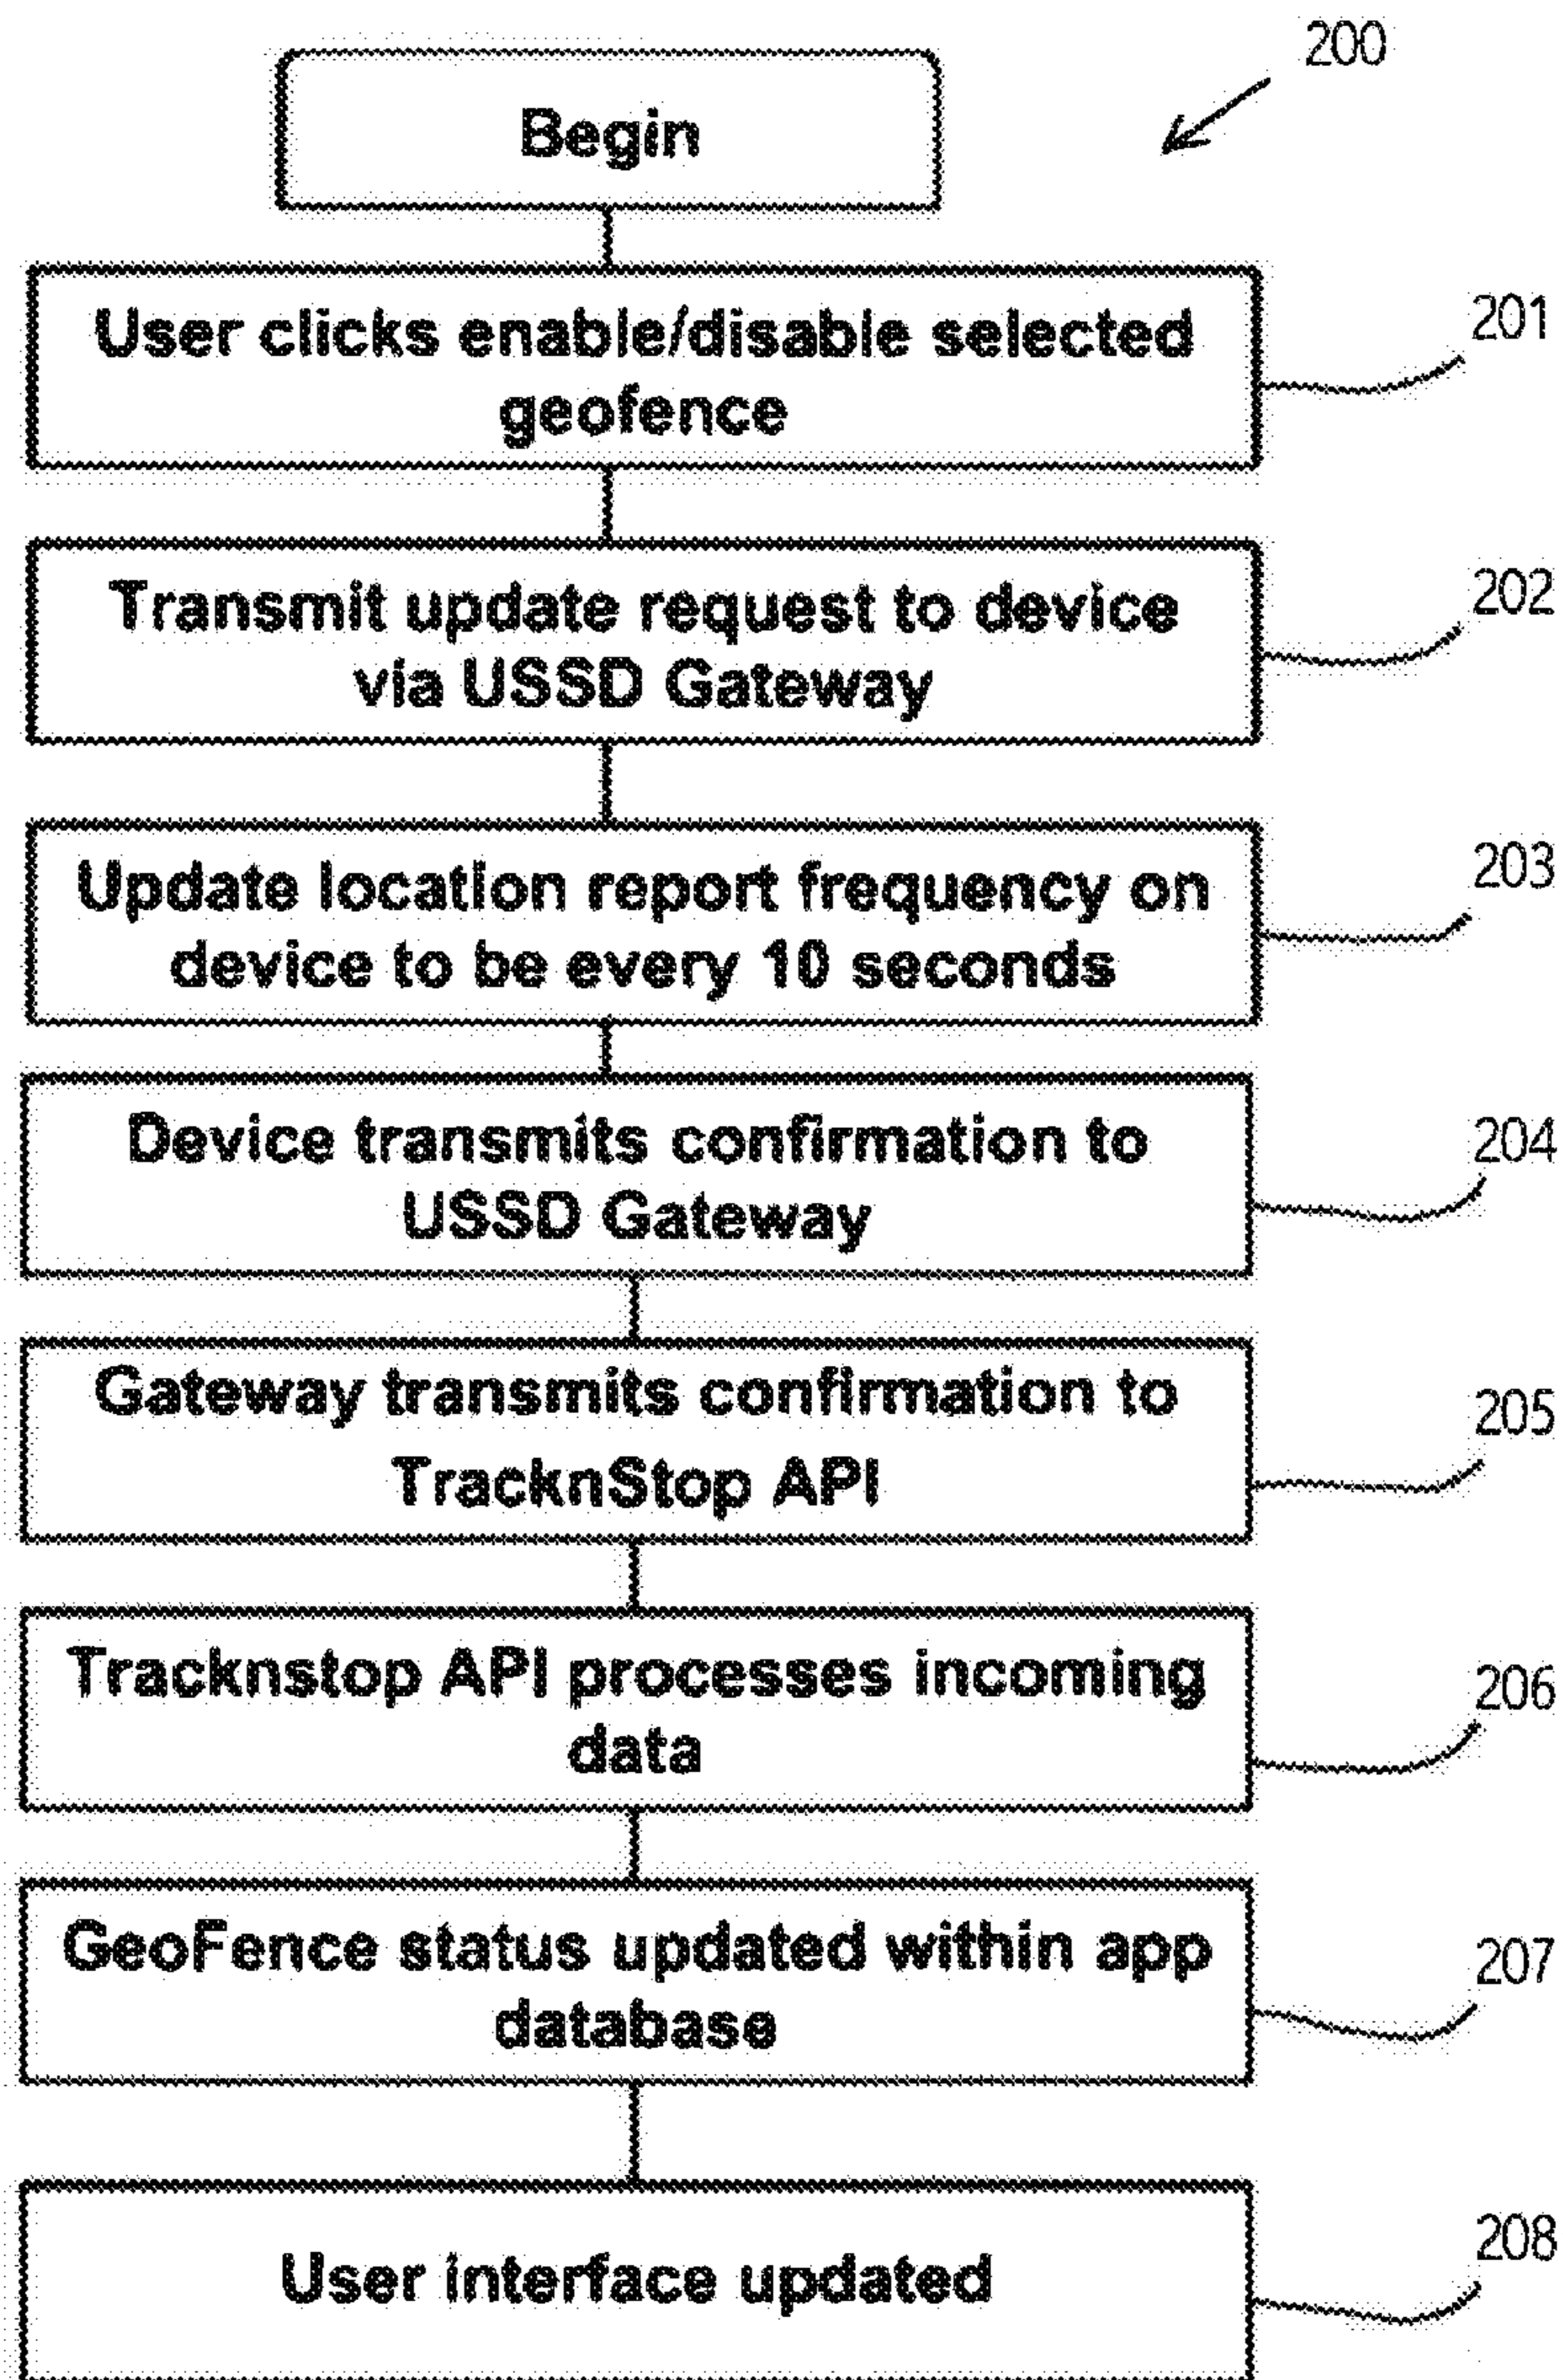 200
Begin
User clicks enable/disable selected
geofence
201
Transmit update request to device
via USSD Gateway
202
Update location report frequency on
device to be every 10 seconds
203
Device transmits confirmation to
USSD Gateway
204
Gateway transmits confirmation to
TracknStop API
205
Tracknstop API processes incoming
data
206
GeoFence status updated within app
database
207
User interface updated
208